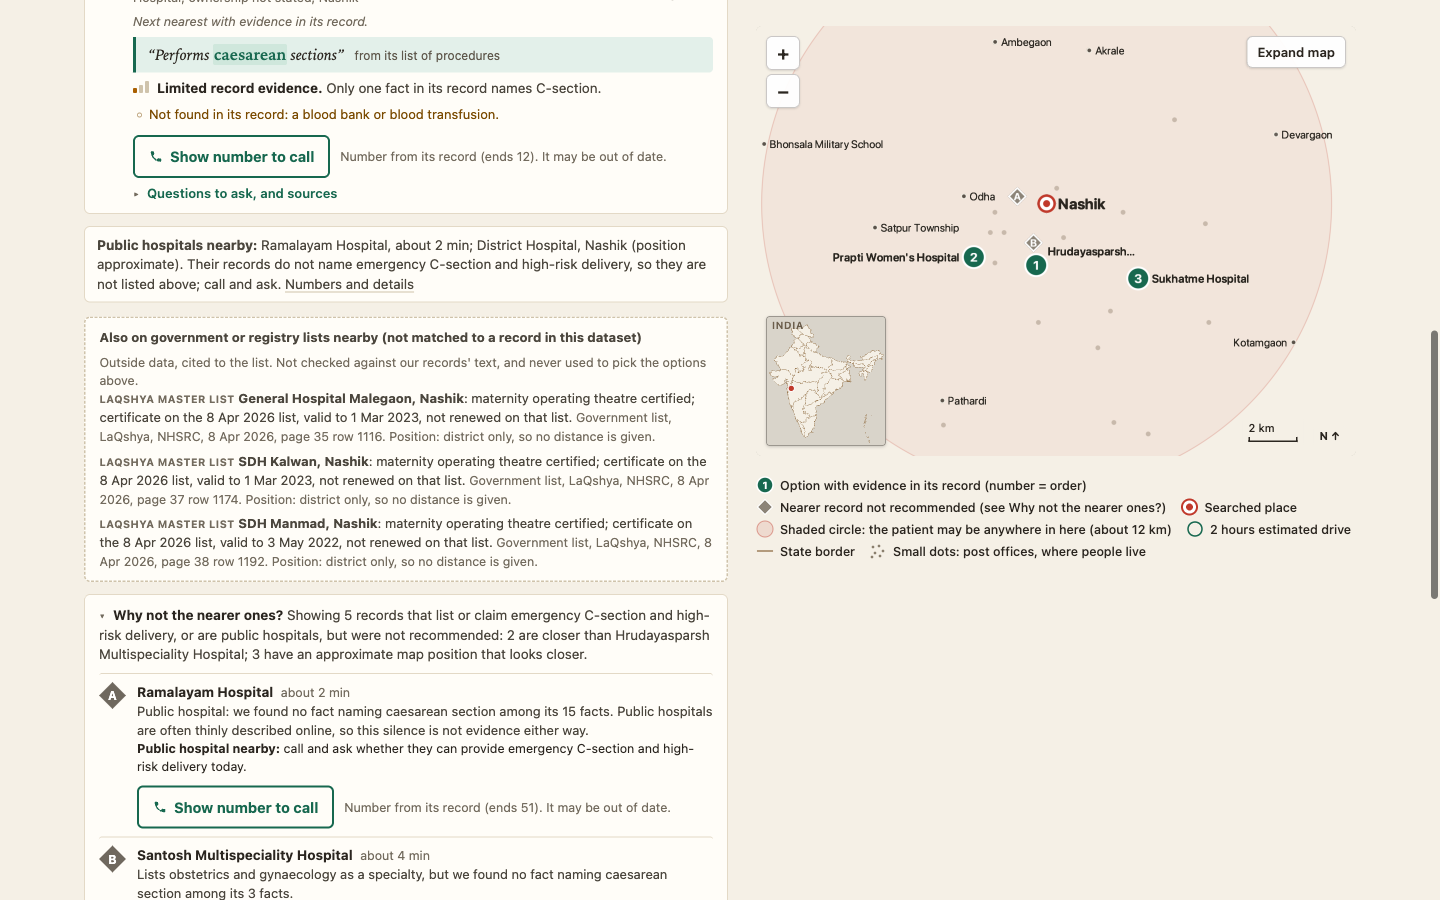 Next nearest with evidence in its record.
“Performs caesarean sections” from its list of procedures
Limited record evidence. Only one fact in its record names C-section.
Not found in its record: a blood bank or blood transfusion.
Show number to call Number from its record (ends 12). It may be out of date.
Questions to ask, and sources
Public hospitals nearby: Ramalayam Hospital, about 2 min; District Hospital, Nashik (position
approximate). Their records do not name emergency C-section and high-risk delivery, so they are
not listed above; call and ask. Numbers and details
Also on government or registry lists nearby (not matched to a record in this dataset)
Outside data, cited to the list. Not checked against our records' text, and never used to pick the options
above.
LAQSHYA MASTER LIST General Hospital Malegaon, Nashik: maternity operating theatre certified;
certificate on the 8 Apr 2026 list, valid to 1 Mar 2023, not renewed on that list. Government list,
LaQshya, NHSRC, 8 Apr 2026, page 35 row 1116. Position: district only, so no distance is given.
LAQSHYA MASTER LIST SDH Kalwan, Nashik: maternity operating theatre certified; certificate on the
8 Apr 2026 list, valid to 1 Mar 2023, not renewed on that list. Government list, LaQshya, NHSRC, 8 Apr
2026, page 37 row 1174. Position: district only, so no distance is given.
LAQSHYA MASTER LIST SDH Manmad, Nashik: maternity operating theatre certified; certificate on
the 8 Apr 2026 list, valid to 3 May 2022, not renewed on that list. Government list, LaQshya, NHSRC, 8
Apr 2026, page 38 row 1192. Position: district only, so no distance is given.
Why not the nearer ones? Showing 5 records that list or claim emergency C-section and high-
risk delivery, or are public hospitals, but were not recommended: 2 are closer than Hrudayasparsh
Multispeciality Hospital; 3 have an approximate map position that looks closer.
A Ramalayam Hospital about 2 min
Public hospital: we found no fact naming caesarean section among its 15 facts. Public hospitals
are often thinly described online, so this silence is not evidence either way.
Public hospital nearby: call and ask whether they can provide emergency C-section and high-
risk delivery today.
Show number to call Number from its record (ends 51). It may be out of date.
B Santosh Multispeciality Hospital about 4 min
Lists obstetrics and gynaecology as a specialty, but we found no fact naming caesarean
section among its 3 facts.
+
−
Expand map
Ambegaon
Akrale
Devargaon
Bhonsala Military School
Odha
A
Nashik
Satpur Township
B
Hrudayasparsh...
Prapti Women's Hospital 2
1
3 Sukhatme Hospital
INDIA
Kotamgaon
Pathardi
2 km
N ↑
1 Option with evidence in its record (number = order)
Nearer record not recommended (see Why not the nearer ones?) Searched place
Shaded circle: the patient may be anywhere in here (about 12 km) 2 hours estimated drive
State border Small dots: post offices, where people live